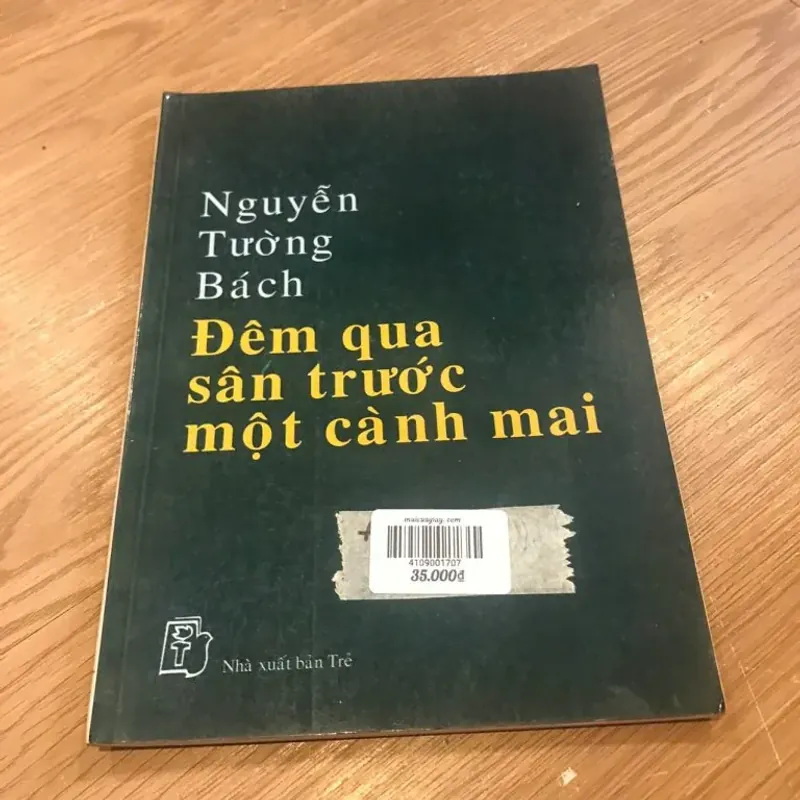 Nguyễn
Tường
Bách
Đêm qua
sân trước
một cành mai
4109001707
35.000đ
T
Nhà xuất bản Trẻ